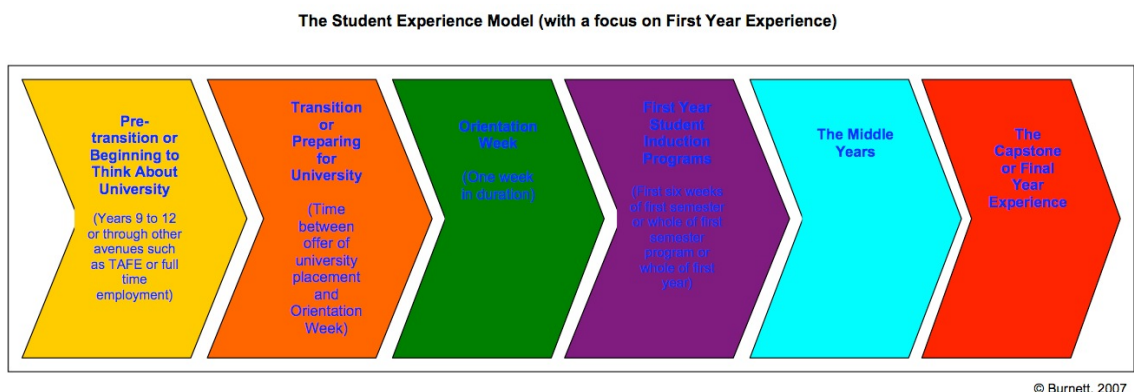 The Student Experience Model (with a focus on First Year Experience)
Pre-
transition or
Beginning to
Think About
University
(Years 9 to 12
or through other
avenues such
as TAFE or full
time
employment)
Transition
or
Preparing
for
University
(Time
between
offer of
university
placement
and
Orientation
Week)
Orientation
Week
(One week
in duration)
First Year
Student
Induction
Programs
(First six weeks
of first semester
or whole of first
semester
program or
whole of first
year)
The Middle
Years
The
Capstone
or Final
Year
Experience
© Burnett, 2007